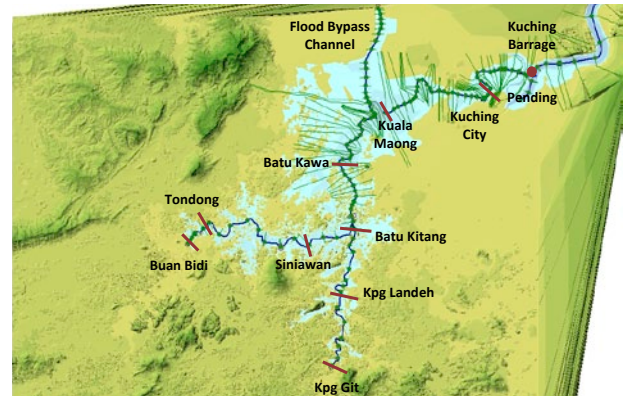 Flood Bypass
Channel
Kuching
Barrage
Pending
Kuching
City
Kuala
Maong
Batu Kawa
Tondong
Batu Kitang
Buan Bidi
Siniawan
Kpg Landeh
Kpg Git